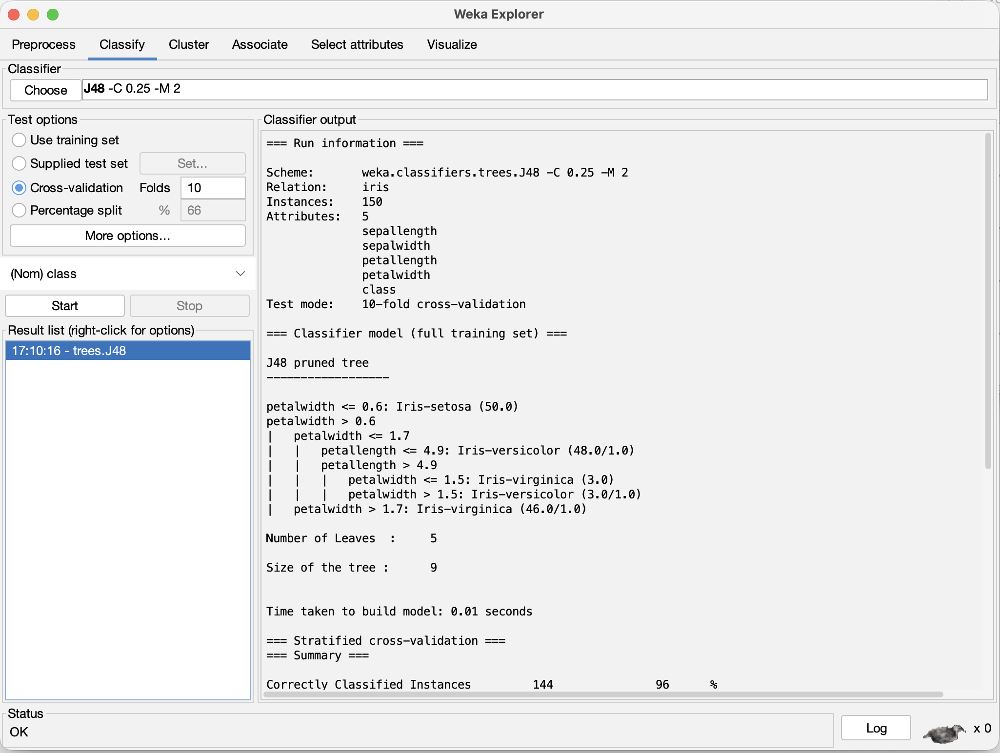 Weka Explorer
Preprocess Classify Cluster Associate Select attributes Visualize
Classifier
Choose J48 -C 0.25 -M 2
Test options
Use training set
Supplied test set Set...
Cross-validation Folds 10
Percentage split % 66
More options...
(Nom) class
Start Stop
Result list (right-click for options)
17:10:16 - trees.J48
Classifier output
=== Run information ===
Scheme: weka.classifiers.trees.J48 -C 0.25 -M 2
Relation: iris
Instances: 150
Attributes: 5
sepallength
sepalwidth
petallength
petalwidth
class
Test mode: 10-fold cross-validation
=== Classifier model (full training set) ===
J48 pruned tree
------------------
petalwidth <= 0.6: Iris-setosa (50.0)
petalwidth > 0.6
|   petalwidth <= 1.7
|   |   petallength <= 4.9: Iris-versicolor (48.0/1.0)
|   |   petallength > 4.9
|   |   |   petalwidth <= 1.5: Iris-virginica (3.0)
|   |   |   petalwidth > 1.5: Iris-versicolor (3.0/1.0)
|   petalwidth > 1.7: Iris-virginica (46.0/1.0)
Number of Leaves  : 5
Size of the tree : 9
Time taken to build model: 0.01 seconds
=== Stratified cross-validation ===
=== Summary ===
Correctly Classified Instances 144 96 %
Status
OK
Log x 0